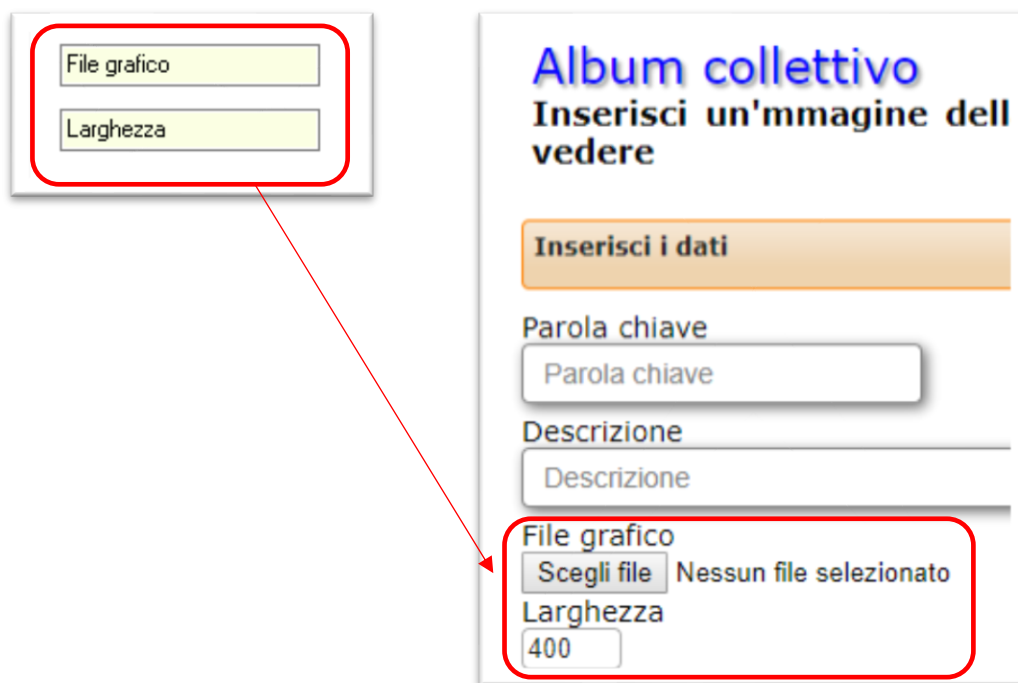 File grafico
Larghezza
Album collettivo
Inserisci un'mmagine dell
vedere
Inserisci i dati
Parola chiave
Parola chiave
Descrizione
Descrizione
File grafico
Scegli file Nessun file selezionato
Larghezza
400